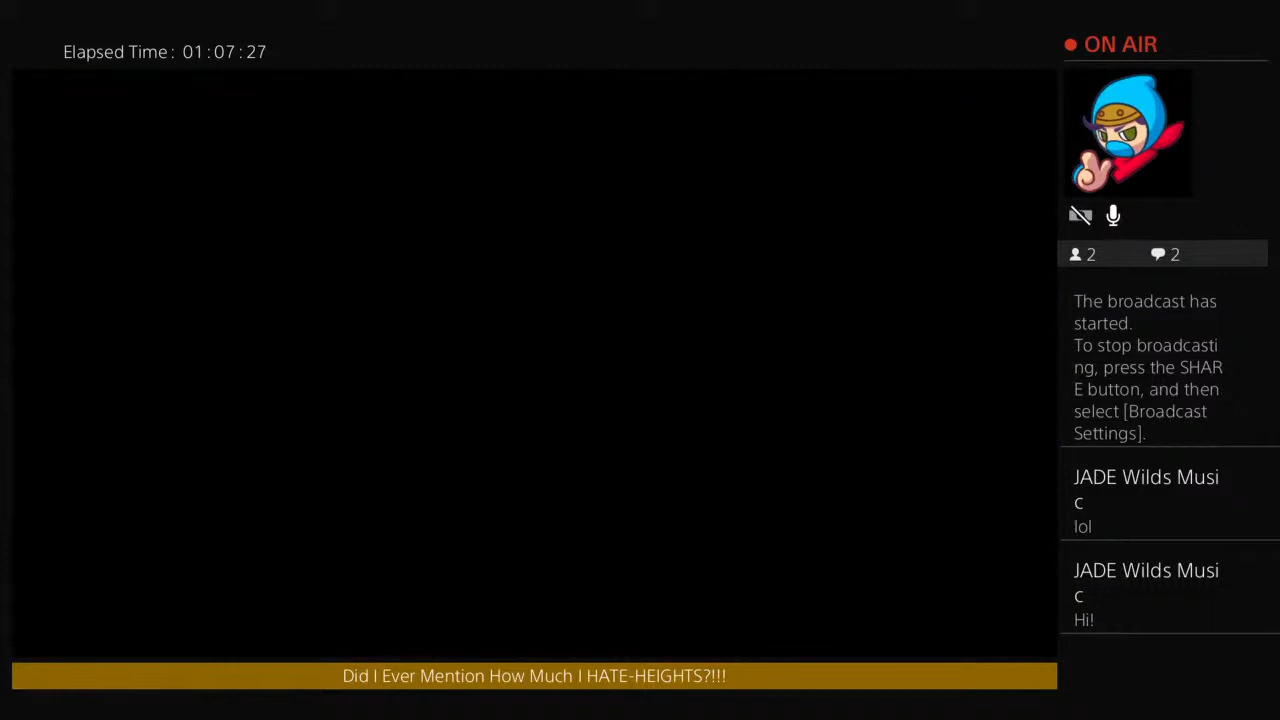 Elapsed Time: 01:07:27
ON AIR
2 2
The broadcast has
started.
To stop broadcasti
ng, press the SHAR
E button, and then
select [Broadcast
Settings].
JADE Wilds Musi
c
lol
JADE Wilds Musi
c
Hi!
Did I Ever Mention How Much I HATE-HEIGHTS?!!!